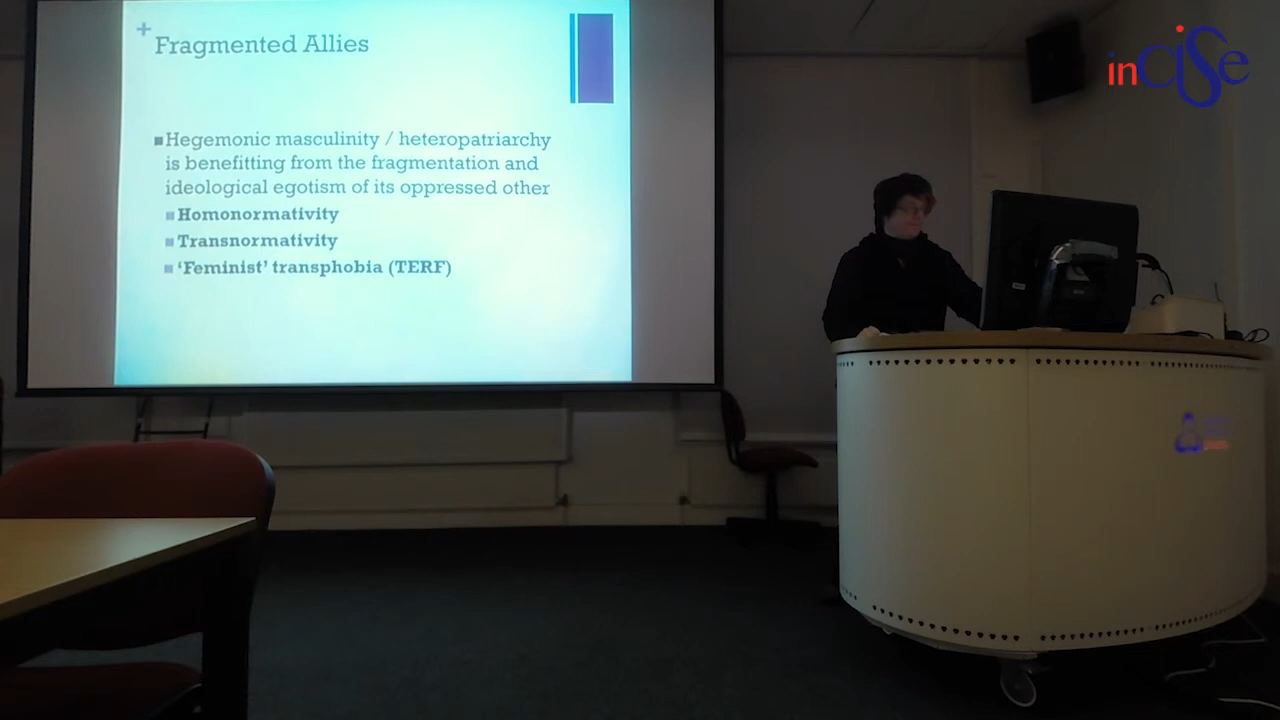 +
Fragmented Allies
Hegemonic masculinity / heteropatriarchy
is benefitting from the fragmentation and
ideological egotism of its oppressed other
Homonormativity
Transnormativity
‘Feminist’ transphobia (TERF)
inCISe